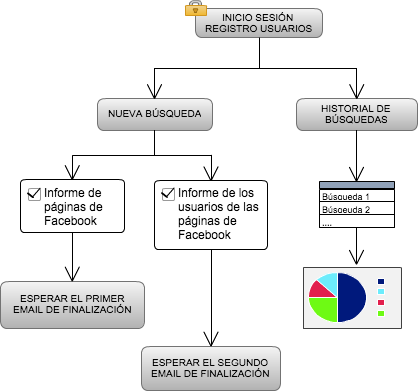 INICIO SESIÓN
REGISTRO USUARIOS
NUEVA BÚSQUEDA
HISTORIAL DE
BÚSQUEDAS
Informe de
páginas de
Facebook
Informe de los
usuarios de las
páginas de
Facebook
Búsqueda 1
Búsqeuda 2
....
ESPERAR EL PRIMER
EMAIL DE FINALIZACIÓN
ESPERAR EL SEGUNDO
EMAIL DE FINALIZACIÓN